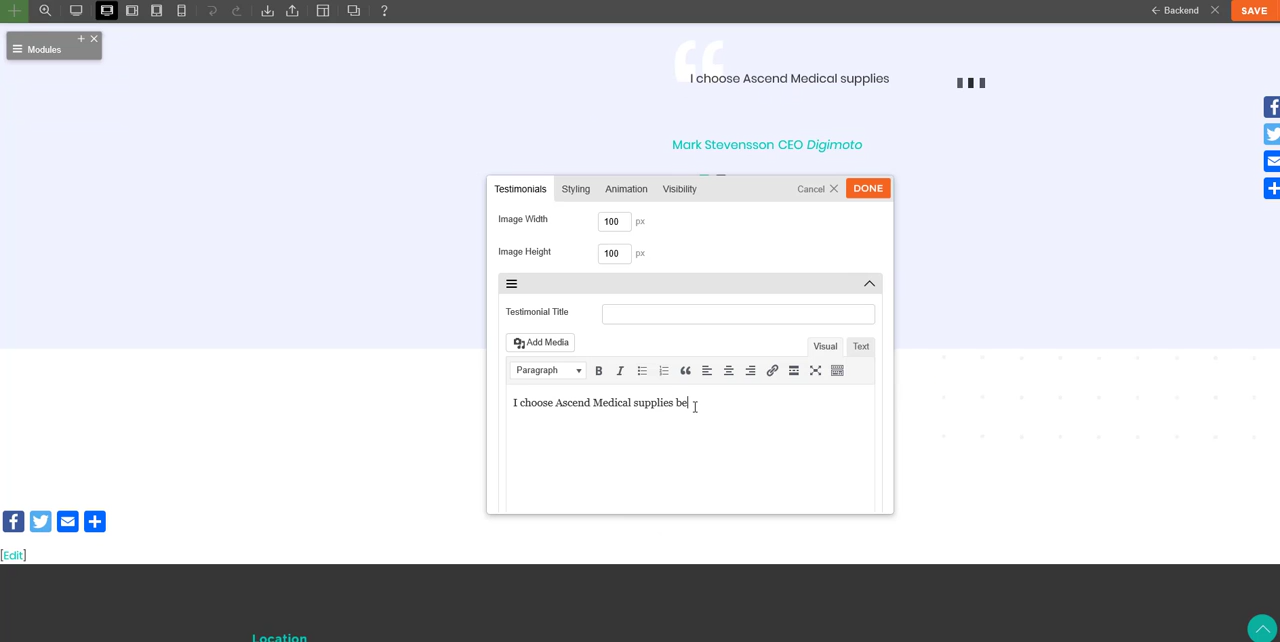 Backend
SAVE
Modules
I choose Ascend Medical supplies
Mark Stevensson CEO Digimoto
Testimonials Styling Animation Visibility Cancel DONE
Image Width 100 px
Image Height 100 px
Testimonial Title
Add Media Visual Text
Paragraph
I choose Ascend Medical supplies be
[Edit]
Location